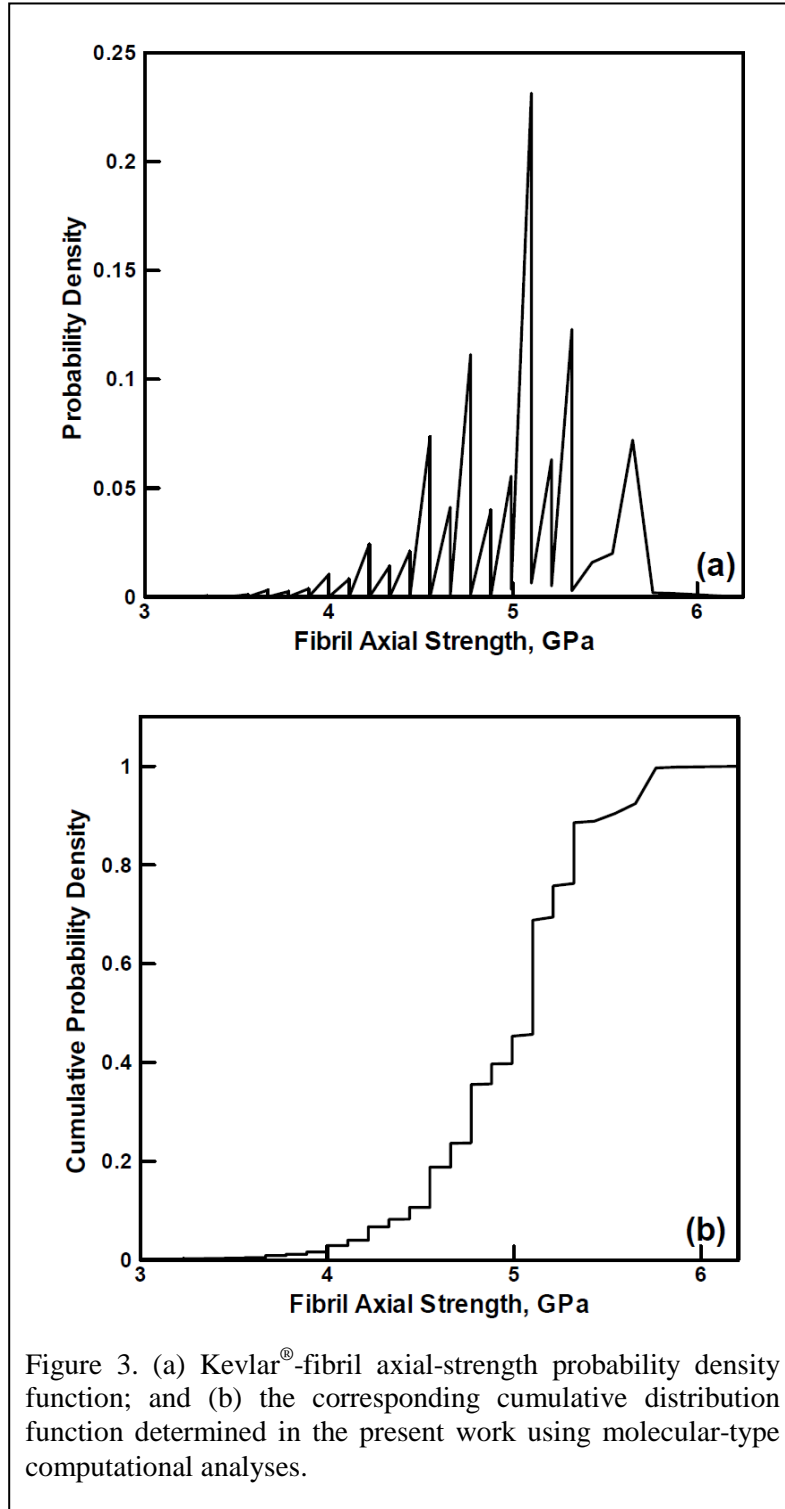 0.25
0.2
0.15
0.1
0.05
0
Probability Density
3
4
5
6
(a)
Fibril Axial Strength, GPa
1
0.8
0.6
0.4
0.2
0
Cumulative Probability Density
3
4
5
6
(b)
Fibril Axial Strength, GPa
Figure 3. (a) Kevlar®-fibril axial-strength probability density
function; and (b) the corresponding cumulative distribution
function determined in the present work using molecular-type
computational analyses.